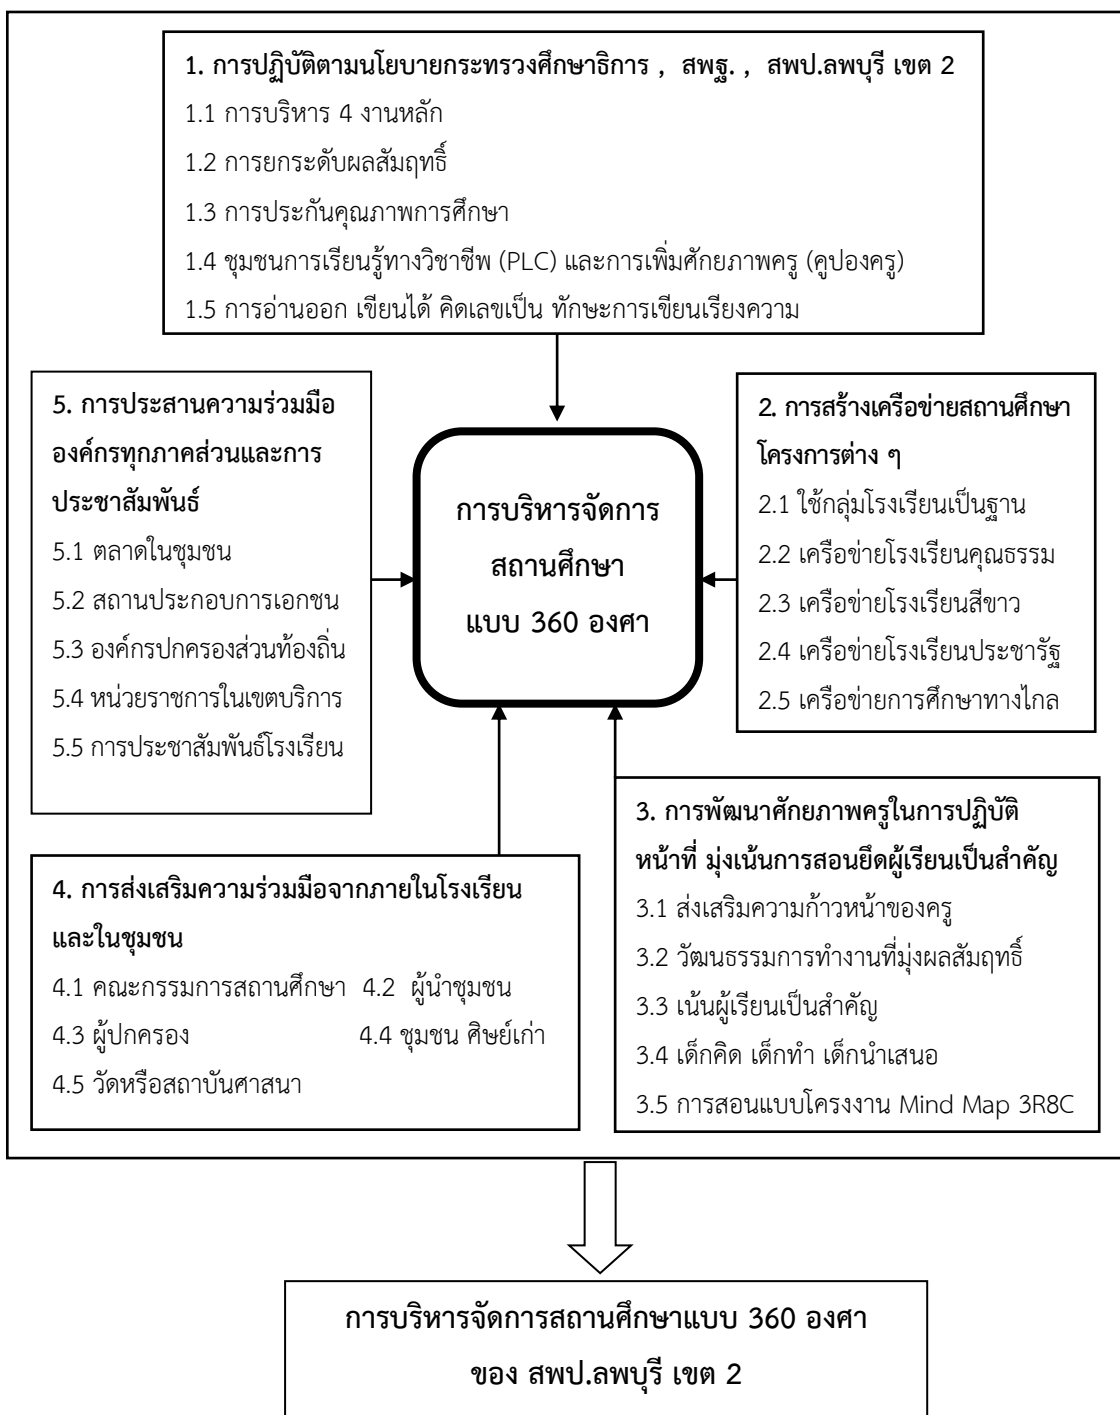 1. การปฏิบัติตามนโยบายกระทรวงศึกษาธิการ , สพฐ. , สพป.ลพบุรี เขต 2
1.1 การบริหาร 4 งานหลัก
1.2 การยกระดับผลสัมฤทธิ์
1.3 การประกันคุณภาพการศึกษา
1.4 ชุมชนการเรียนรู้ทางวิชาชีพ (PLC) และการเพิ่มศักยภาพครู (คูปองครู)
1.5 การอ่านออก เขียนได้ คิดเลขเป็น ทักษะการเขียนเรียงความ
5. การประสานความร่วมมือ
องค์กรทุกภาคส่วนและการ
ประชาสัมพันธ์
5.1 ตลาดในชุมชน
5.2 สถานประกอบการเอกชน
5.3 องค์กรปกครองส่วนท้องถิ่น
5.4 หน่วยราชการในเขตบริการ
5.5 การประชาสัมพันธ์โรงเรียน
การบริหารจัดการ
สถานศึกษา
แบบ 360 องศา
2. การสร้างเครือข่ายสถานศึกษา
โครงการต่าง ๆ
2.1 ใช้กลุ่มโรงเรียนเป็นฐาน
2.2 เครือข่ายโรงเรียนคุณธรรม
2.3 เครือข่ายโรงเรียนสีขาว
2.4 เครือข่ายโรงเรียนประชารัฐ
2.5 เครือข่ายการศึกษาทางไกล
4. การส่งเสริมความร่วมมือจากภายในโรงเรียน
และในชุมชน
4.1 คณะกรรมการสถานศึกษา 4.2 ผู้นำชุมชน
4.3 ผู้ปกครอง 4.4 ชุมชน ศิษย์เก่า
4.5 วัดหรือสถาบันศาสนา
3. การพัฒนาศักยภาพครูในการปฏิบัติ
หน้าที่ มุ่งเน้นการสอนยึดผู้เรียนเป็นสำคัญ
3.1 ส่งเสริมความก้าวหน้าของครู
3.2 วัฒนธรรมการทำงานที่มุ่งผลสัมฤทธิ์
3.3 เน้นผู้เรียนเป็นสำคัญ
3.4 เด็กคิด เด็กทำ เด็กนำเสนอ
3.5 การสอนแบบโครงงาน Mind Map 3R8C
การบริหารจัดการสถานศึกษาแบบ 360 องศา
ของ สพป.ลพบุรี เขต 2